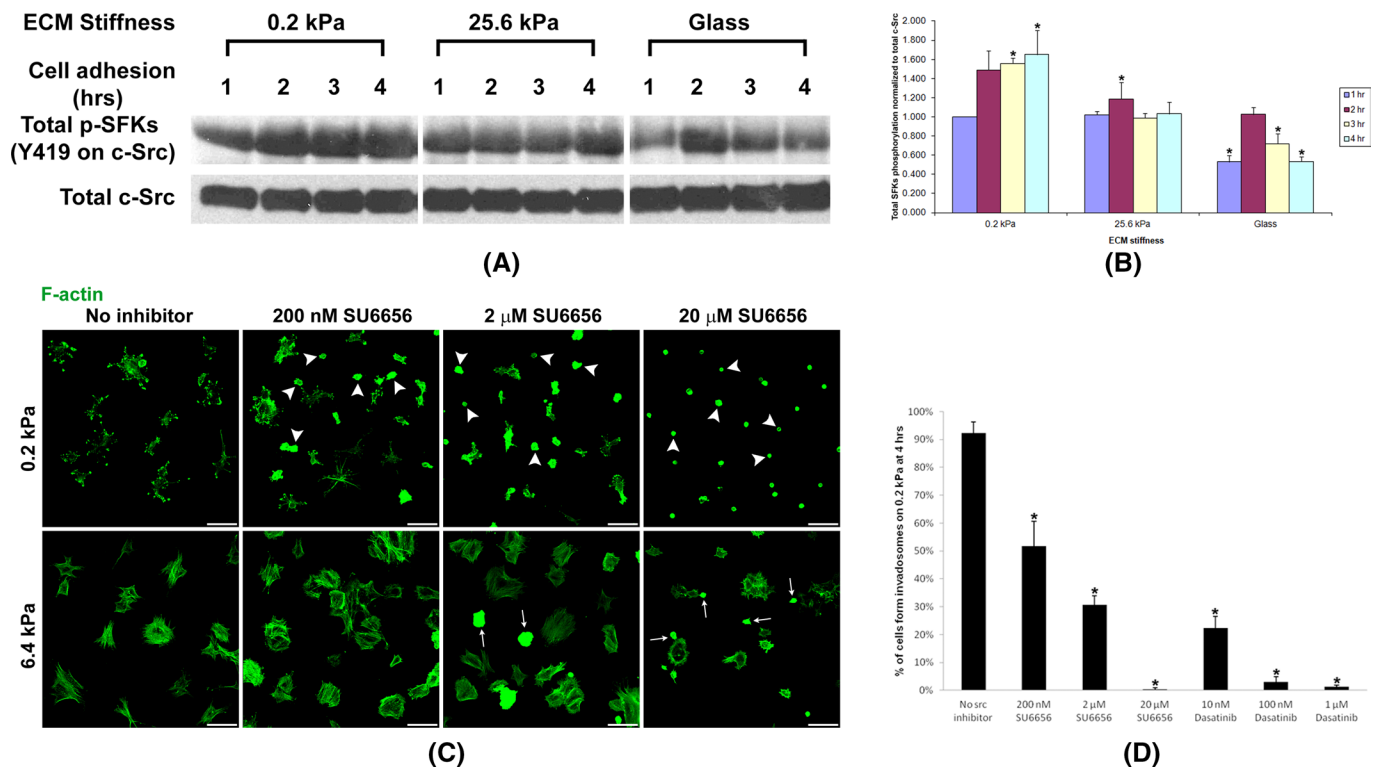 ECM Stiffness 0.2 kPa 25.6 kPa Glass
Cell adhesion
(hrs)
1 2 3 4 1 2 3 4 1 2 3 4
Total p-SFKs
(Y419 on c-Src)
Total c-Src
(A)
Total SFKs phosphorylation normalized to total c-Src
2.000
1.800
1.600
1.400
1.200
1.000
0.800
0.600
0.400
0.200
0.000
* * * * * *
0.2 kPa 25.6 kPa Glass
ECM stiffness
1 hr
2 hr
3 hr
4 hr
(B)
F-actin
No inhibitor 200 nM SU6656 2 μM SU6656 20 μM SU6656
0.2 kPa
6.4 kPa
(C)
% of cells form invadosomes on 0.2 kPa at 4 hrs
100%
90%
80%
70%
60%
50%
40%
30%
20%
10%
0%
* * * * * *
No src
inhibitor
200 nM
SU6656
2 μM
SU6656
20 μM
SU6656
10 nM
Dasatinib
100 nM
Dasatinib
1 μM
Dasatinib
(D)